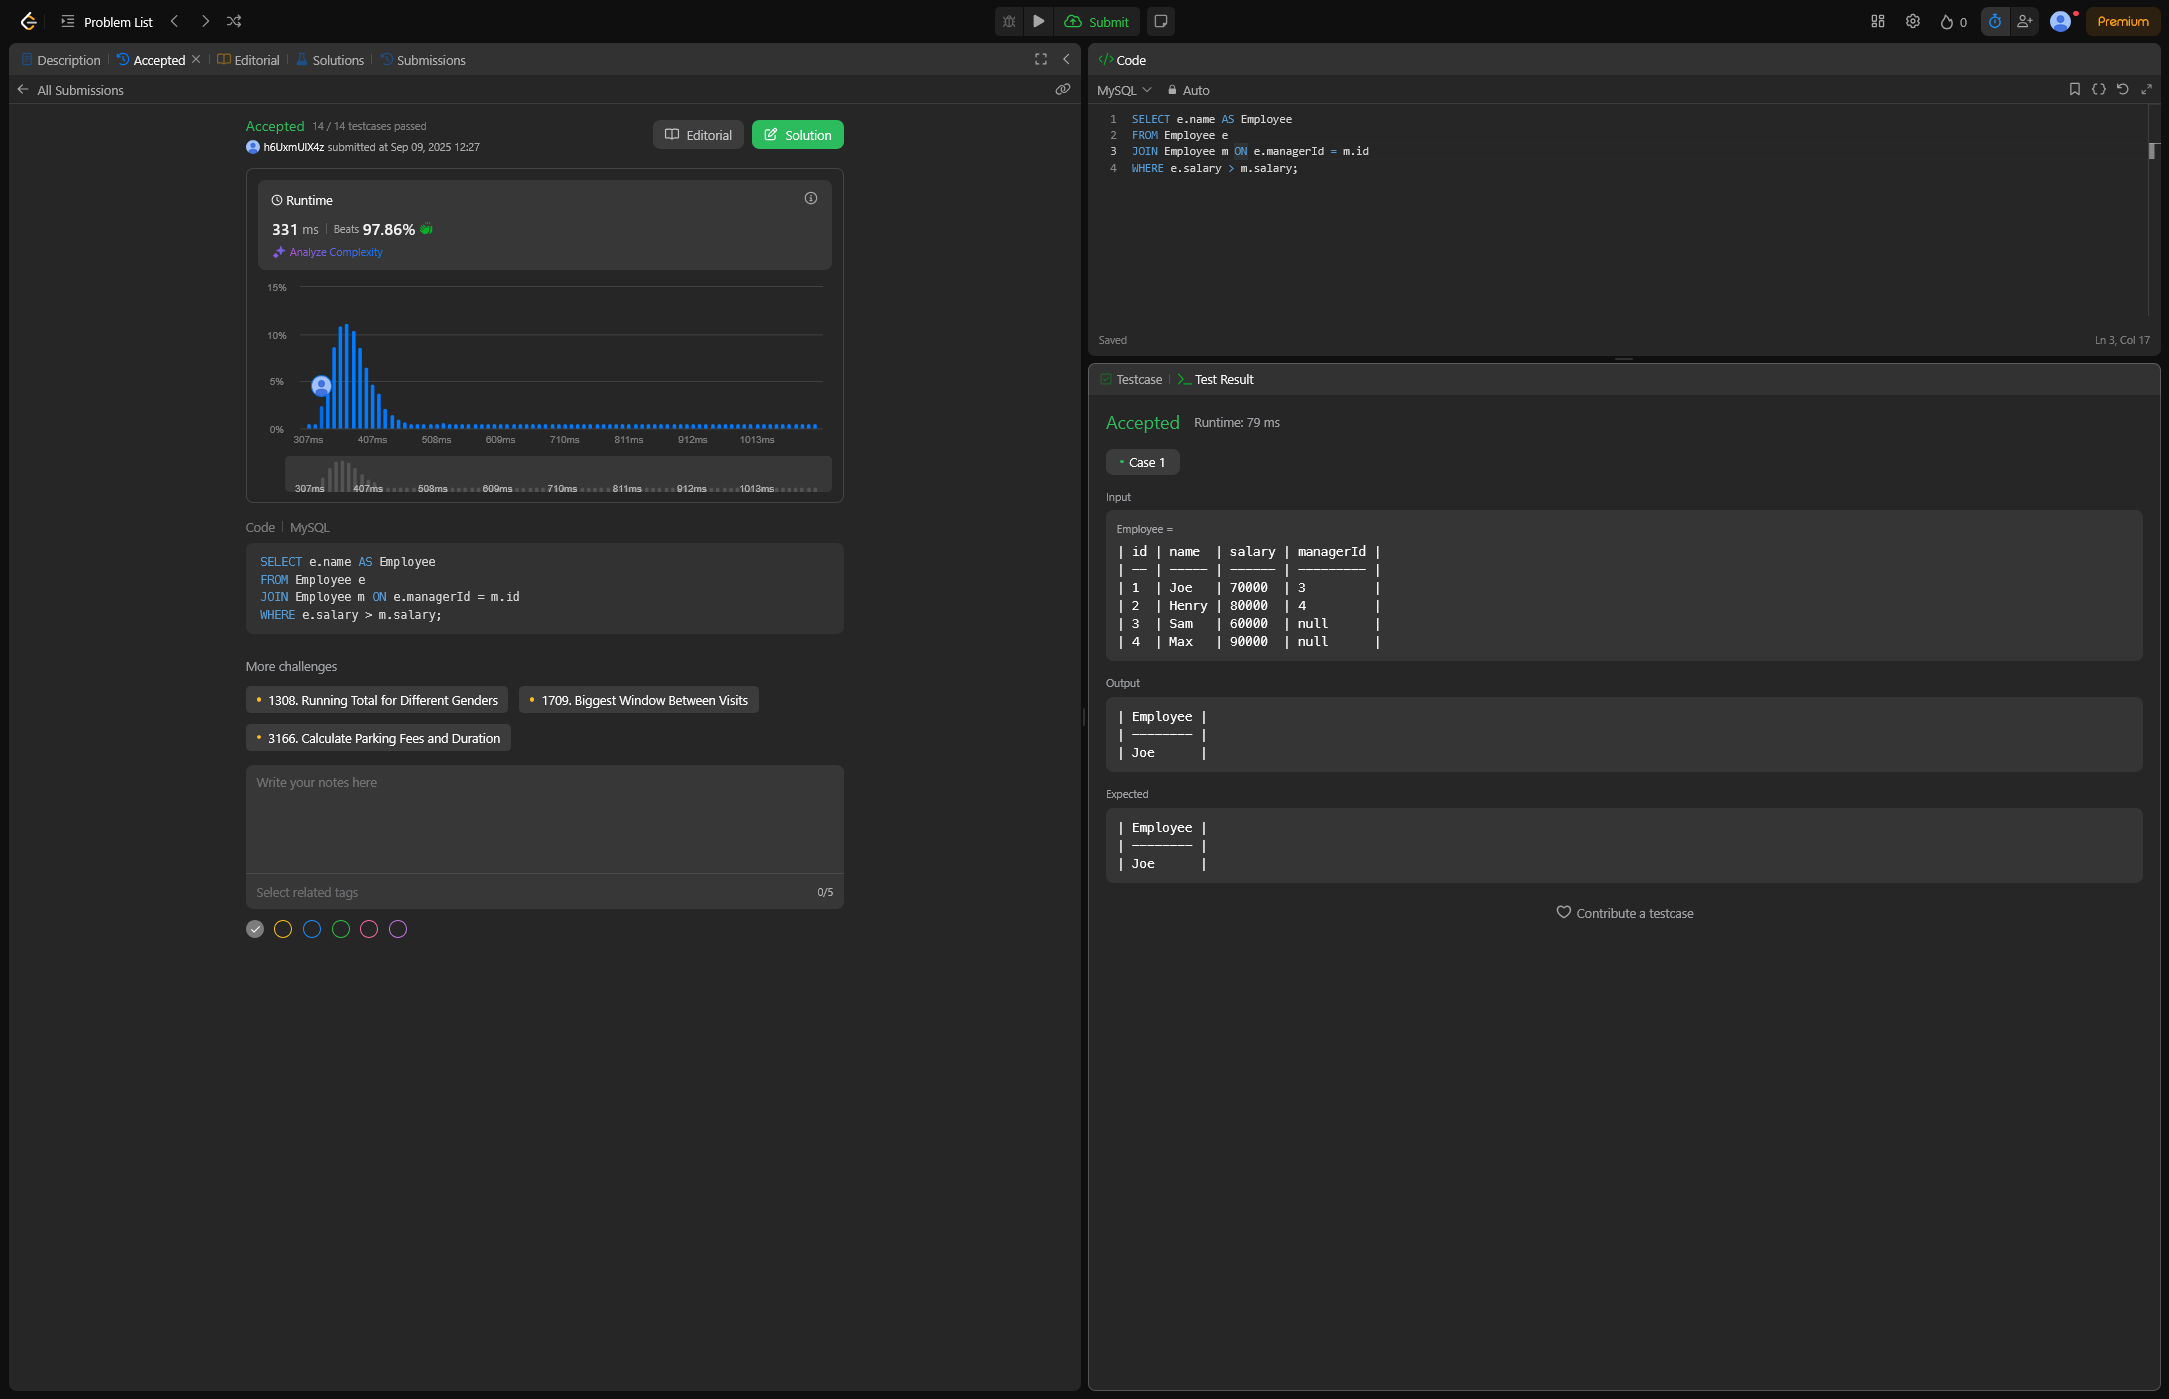 Problem List
Submit
0
Premium
Description
Accepted
Editorial
Solutions
Submissions
All Submissions
Accepted 14 / 14 testcases passed
h6UxmUIX4z submitted at Sep 09, 2025 12:27
Editorial
Solution
Runtime
331 ms Beats 97.86%
Analyze Complexity
15%
10%
5%
0%
307ms 407ms 508ms 609ms 710ms 811ms 912ms 1013ms
307ms 407ms 508ms 609ms 710ms 811ms 912ms 1013ms
Code MySQL
SELECT e.name AS Employee
FROM Employee e
JOIN Employee m ON e.managerId = m.id
WHERE e.salary > m.salary;
More challenges
1308. Running Total for Different Genders
1709. Biggest Window Between Visits
3166. Calculate Parking Fees and Duration
Write your notes here
Select related tags 0/5
Code
MySQL Auto
1 SELECT e.name AS Employee
2 FROM Employee e
3 JOIN Employee m ON e.managerId = m.id
4 WHERE e.salary > m.salary;
Saved Ln 3, Col 17
Testcase
Test Result
Accepted Runtime: 79 ms
Case 1
Input
Employee =
| id | name  | salary | managerId |
| -- | ----- | ------ | --------- |
| 1  | Joe   | 70000  | 3         |
| 2  | Henry | 80000  | 4         |
| 3  | Sam   | 60000  | null      |
| 4  | Max   | 90000  | null      |
Output
| Employee |
| -------- |
| Joe      |
Expected
| Employee |
| -------- |
| Joe      |
Contribute a testcase